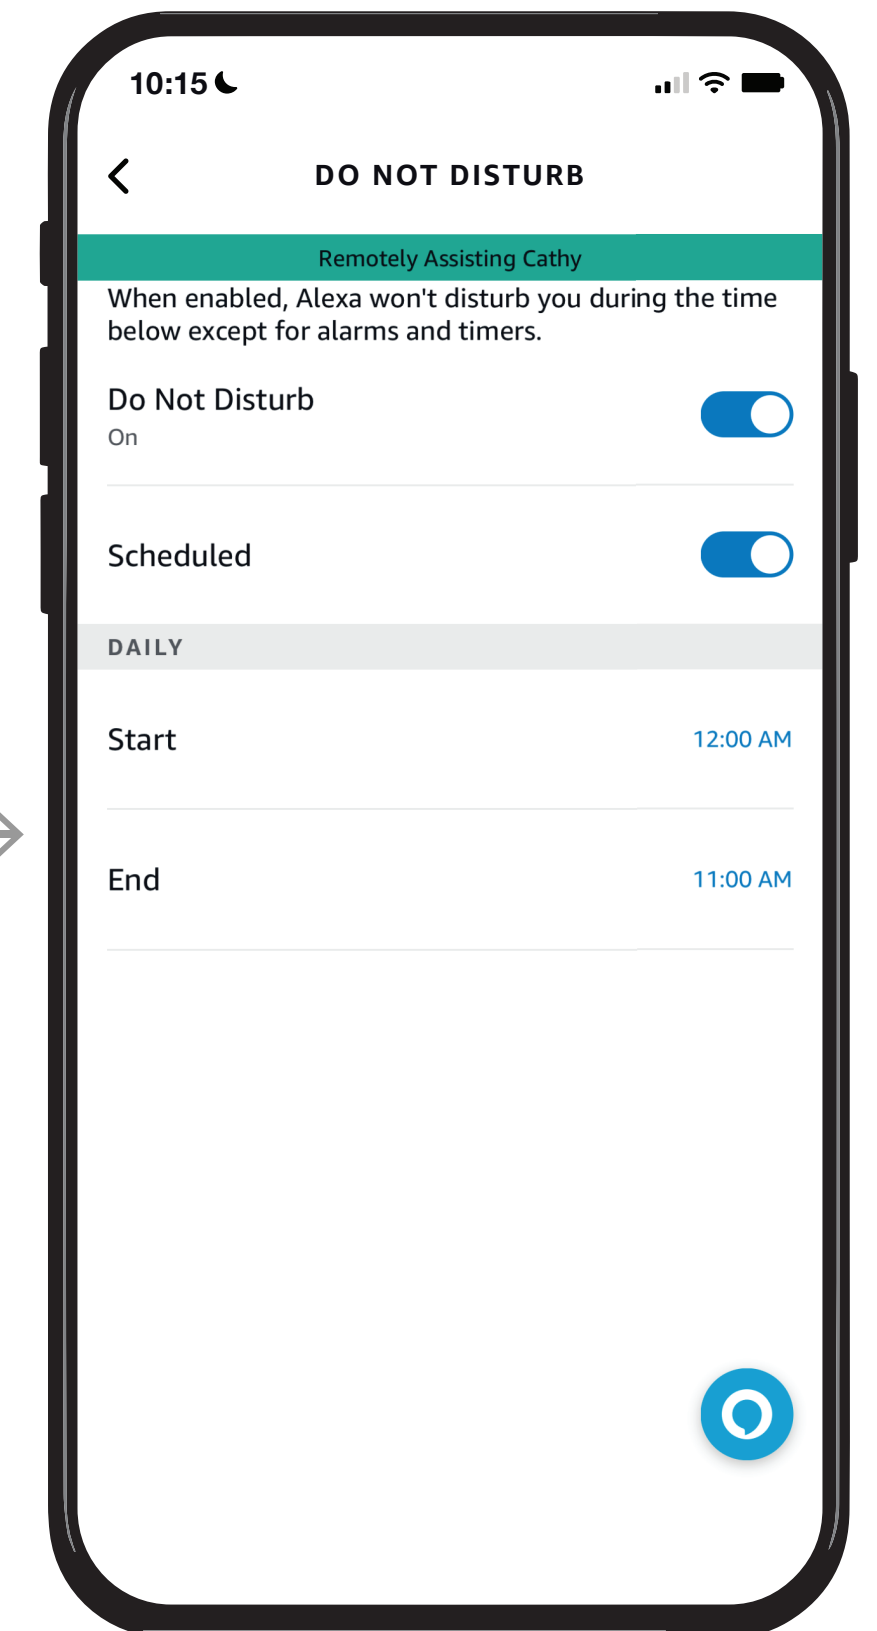 10:15
DO NOT DISTURB
Remotely Assisting Cathy
When enabled, Alexa won't disturb you during the time
below except for alarms and timers.
Do Not Disturb
On
Scheduled
DAILY
Start
12:00 AM
End
11:00 AM